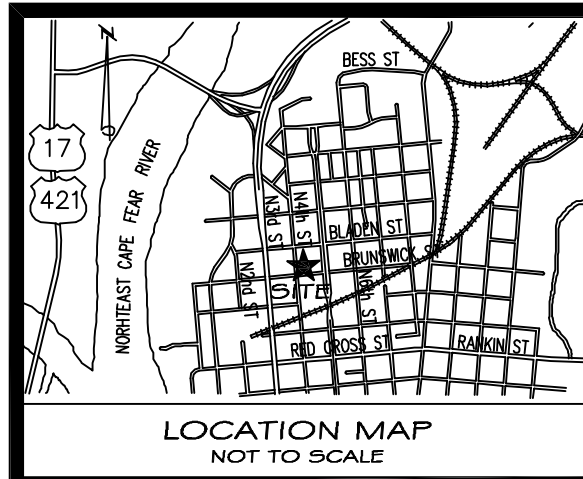 N
BESS ST
17
421
NORHTEAST CAPE FEAR RIVER
N3rd ST
N4th ST
BLADEN ST
BRUNSWICK ST
N2nd ST
SITE
N6th ST
RED CROSS ST
RANKIN ST
LOCATION MAP
NOT TO SCALE